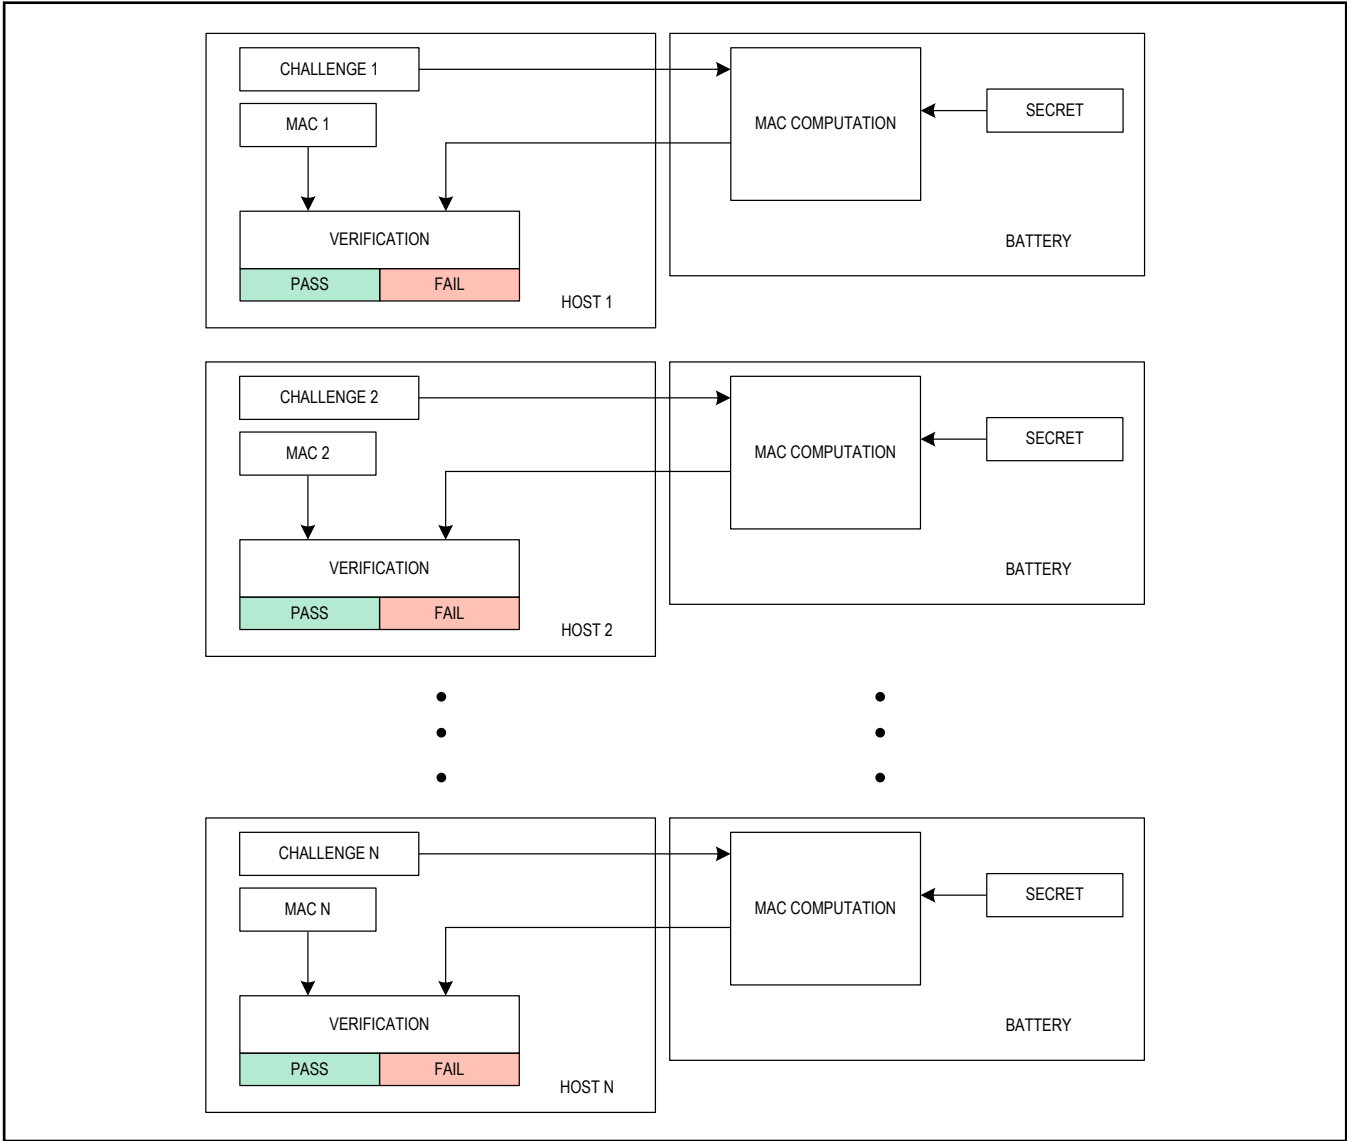 CHALLENGE 1
MAC 1
MAC COMPUTATION
SECRET
VERIFICATION
PASS
FAIL
HOST 1
BATTERY
CHALLENGE 2
MAC 2
MAC COMPUTATION
SECRET
VERIFICATION
PASS
FAIL
HOST 2
BATTERY
CHALLENGE N
MAC N
MAC COMPUTATION
SECRET
VERIFICATION
PASS
FAIL
HOST N
BATTERY